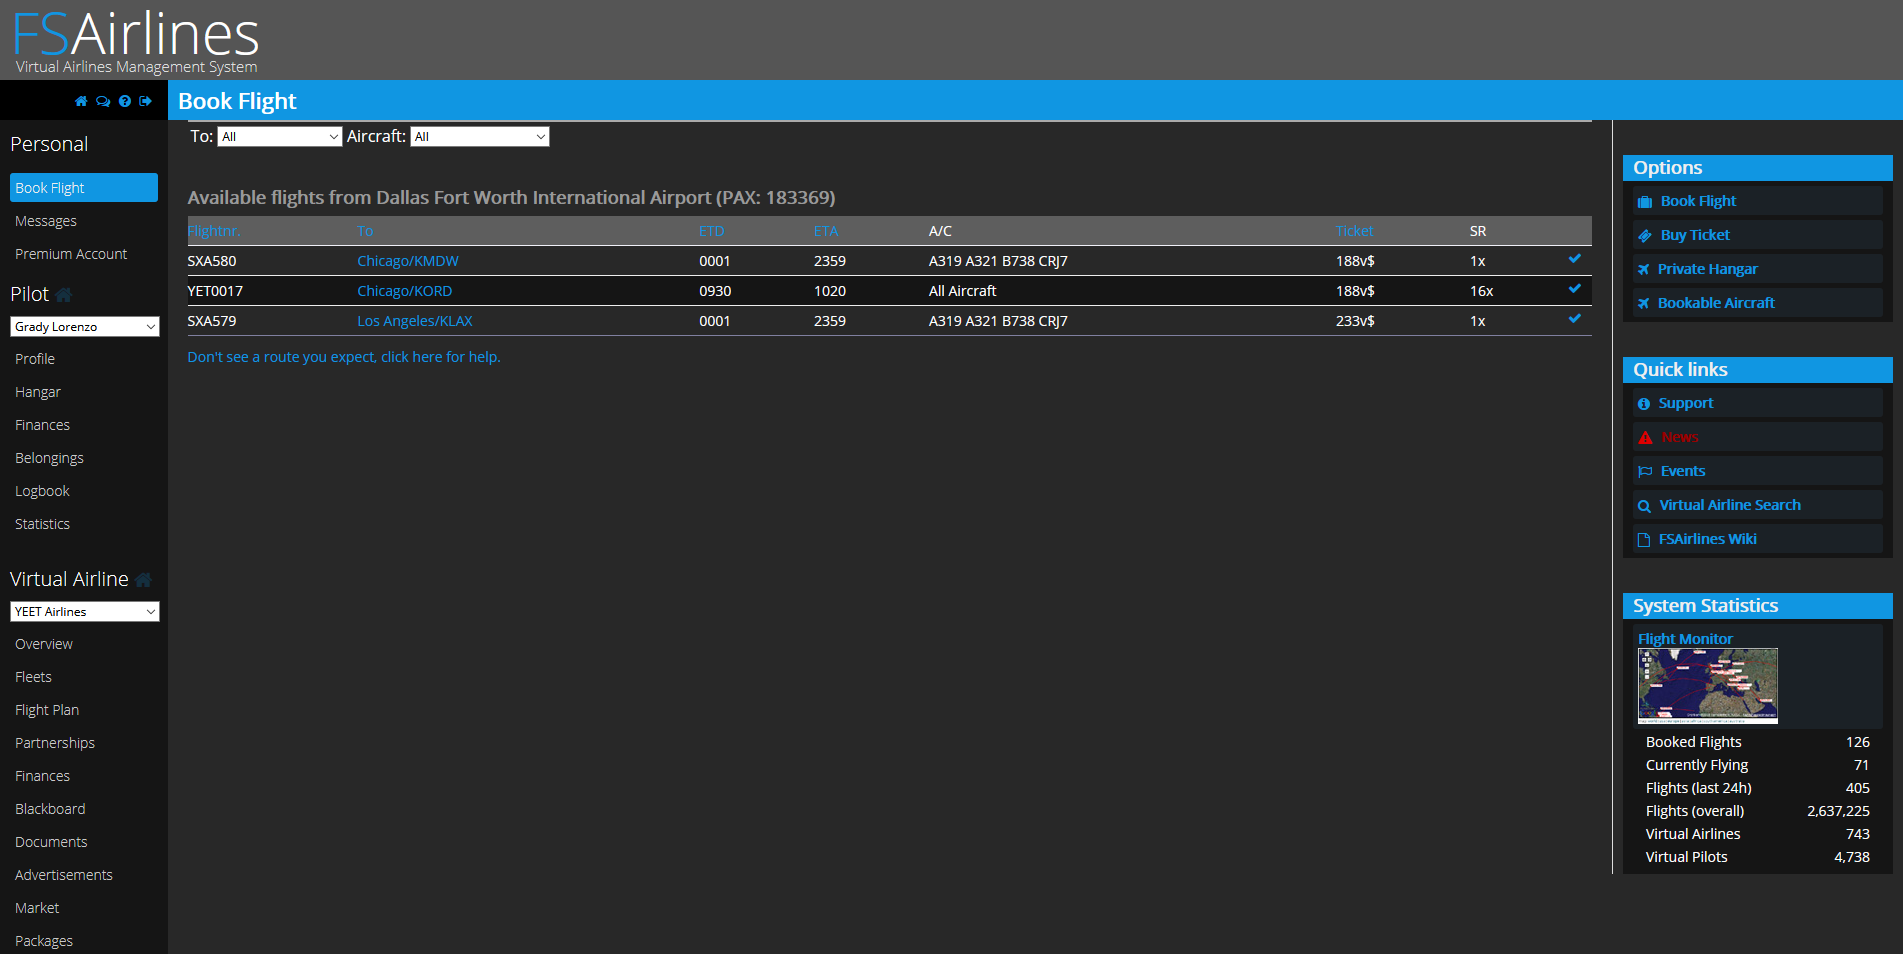 FSAirlines
Virtual Airlines Management System
Book Flight
Personal
Book Flight
Messages
Premium Account
Pilot
Grady Lorenzo
Profile
Hangar
Finances
Belongings
Logbook
Statistics
Virtual Airline
YEET Airlines
Overview
Fleets
Flight Plan
Partnerships
Finances
Blackboard
Documents
Advertisements
Market
Packages
To: All Aircraft: All
Available flights from Dallas Fort Worth International Airport (PAX: 183369)
Flightnr. To ETD ETA A/C Ticket SR
SXA580 Chicago/KMDW 0001 2359 A319 A321 B738 CRJ7 188v$ 1x
YET0017 Chicago/KORD 0930 1020 All Aircraft 188v$ 16x
SXA579 Los Angeles/KLAX 0001 2359 A319 A321 B738 CRJ7 233v$ 1x
Don't see a route you expect, click here for help.
Options
Book Flight
Buy Ticket
Private Hangar
Bookable Aircraft
Quick links
Support
News
Events
Virtual Airline Search
FSAirlines Wiki
System Statistics
Flight Monitor
Booked Flights 126
Currently Flying 71
Flights (last 24h) 405
Flights (overall) 2,637,225
Virtual Airlines 743
Virtual Pilots 4,738